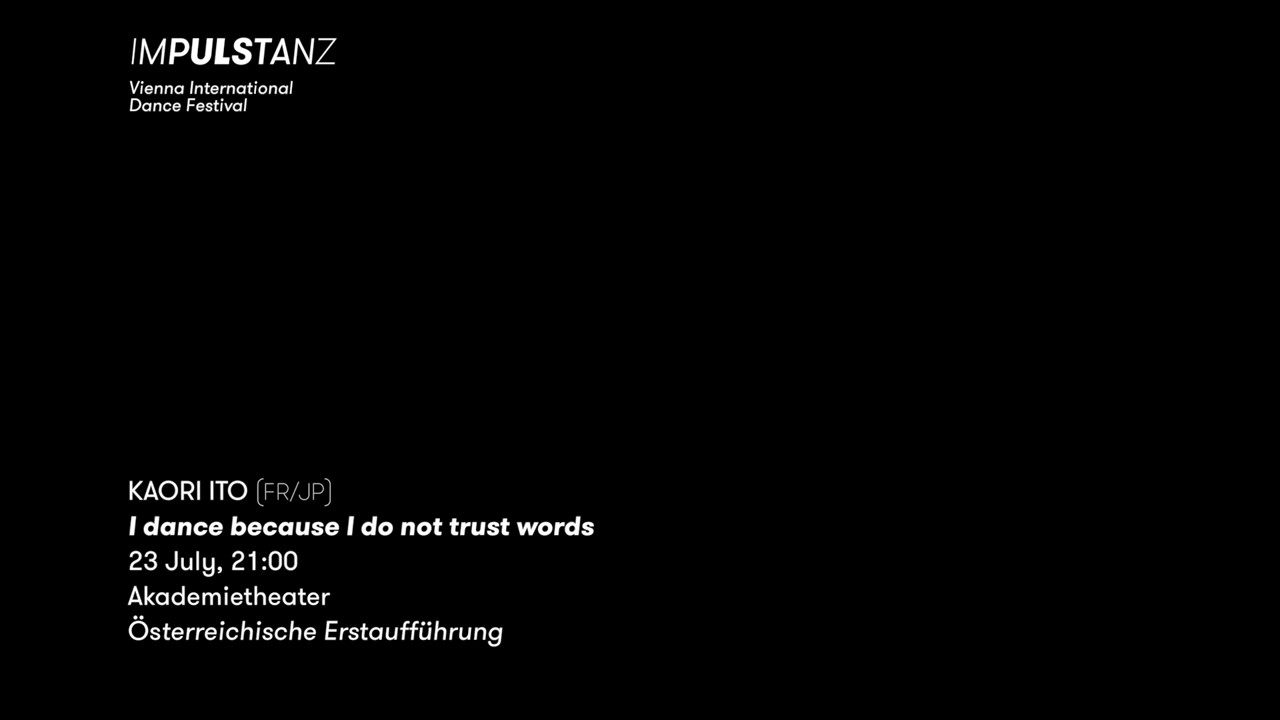 IMPULSTANZ
Vienna International
Dance Festival
KAORI ITO (FR/JP)
I dance because I do not trust words
23 July, 21:00
Akademietheater
Österreichische Erstaufführung